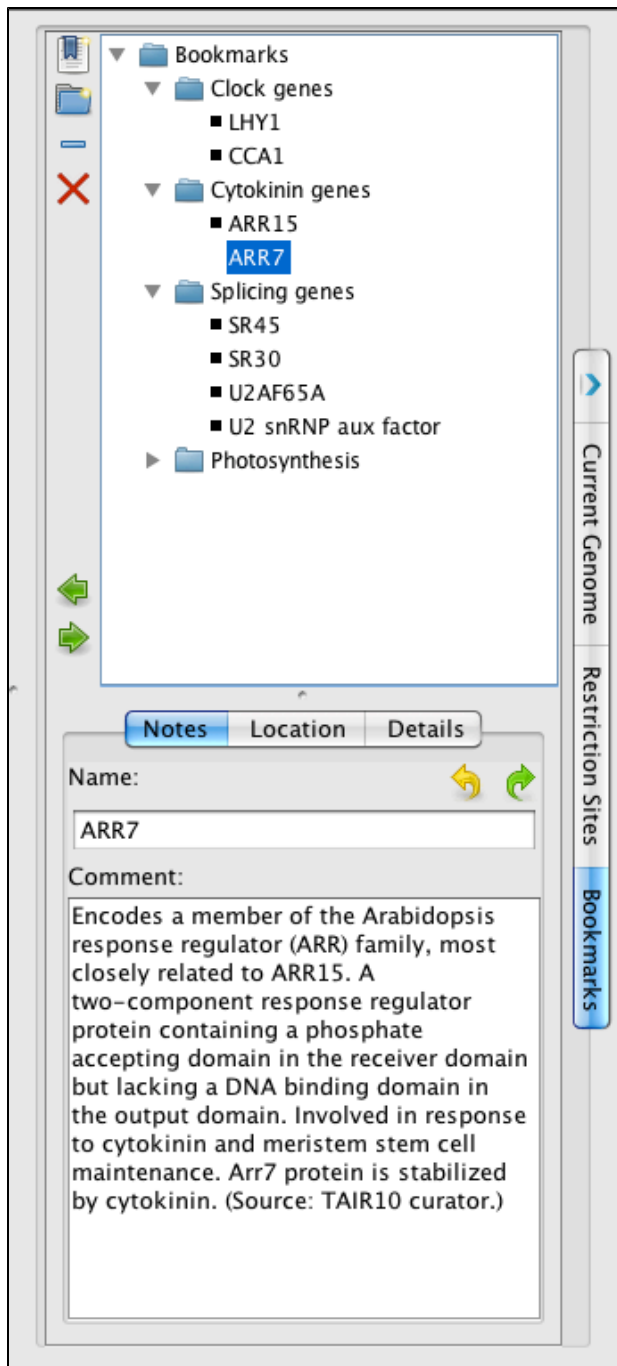 Bookmarks
Clock genes
LHY1
CCA1
Cytokinin genes
ARR15
ARR7
Splicing genes
SR45
SR30
U2AF65A
U2 snRNP aux factor
Photosynthesis
Current Genome
Restriction Sites
Bookmarks
Notes Location Details
Name:
ARR7
Comment:
Encodes a member of the Arabidopsis
response regulator (ARR) family, most
closely related to ARR15. A
two-component response regulator
protein containing a phosphate
accepting domain in the receiver domain
but lacking a DNA binding domain in
the output domain. Involved in response
to cytokinin and meristem stem cell
maintenance. Arr7 protein is stabilized
by cytokinin. (Source: TAIR10 curator.)